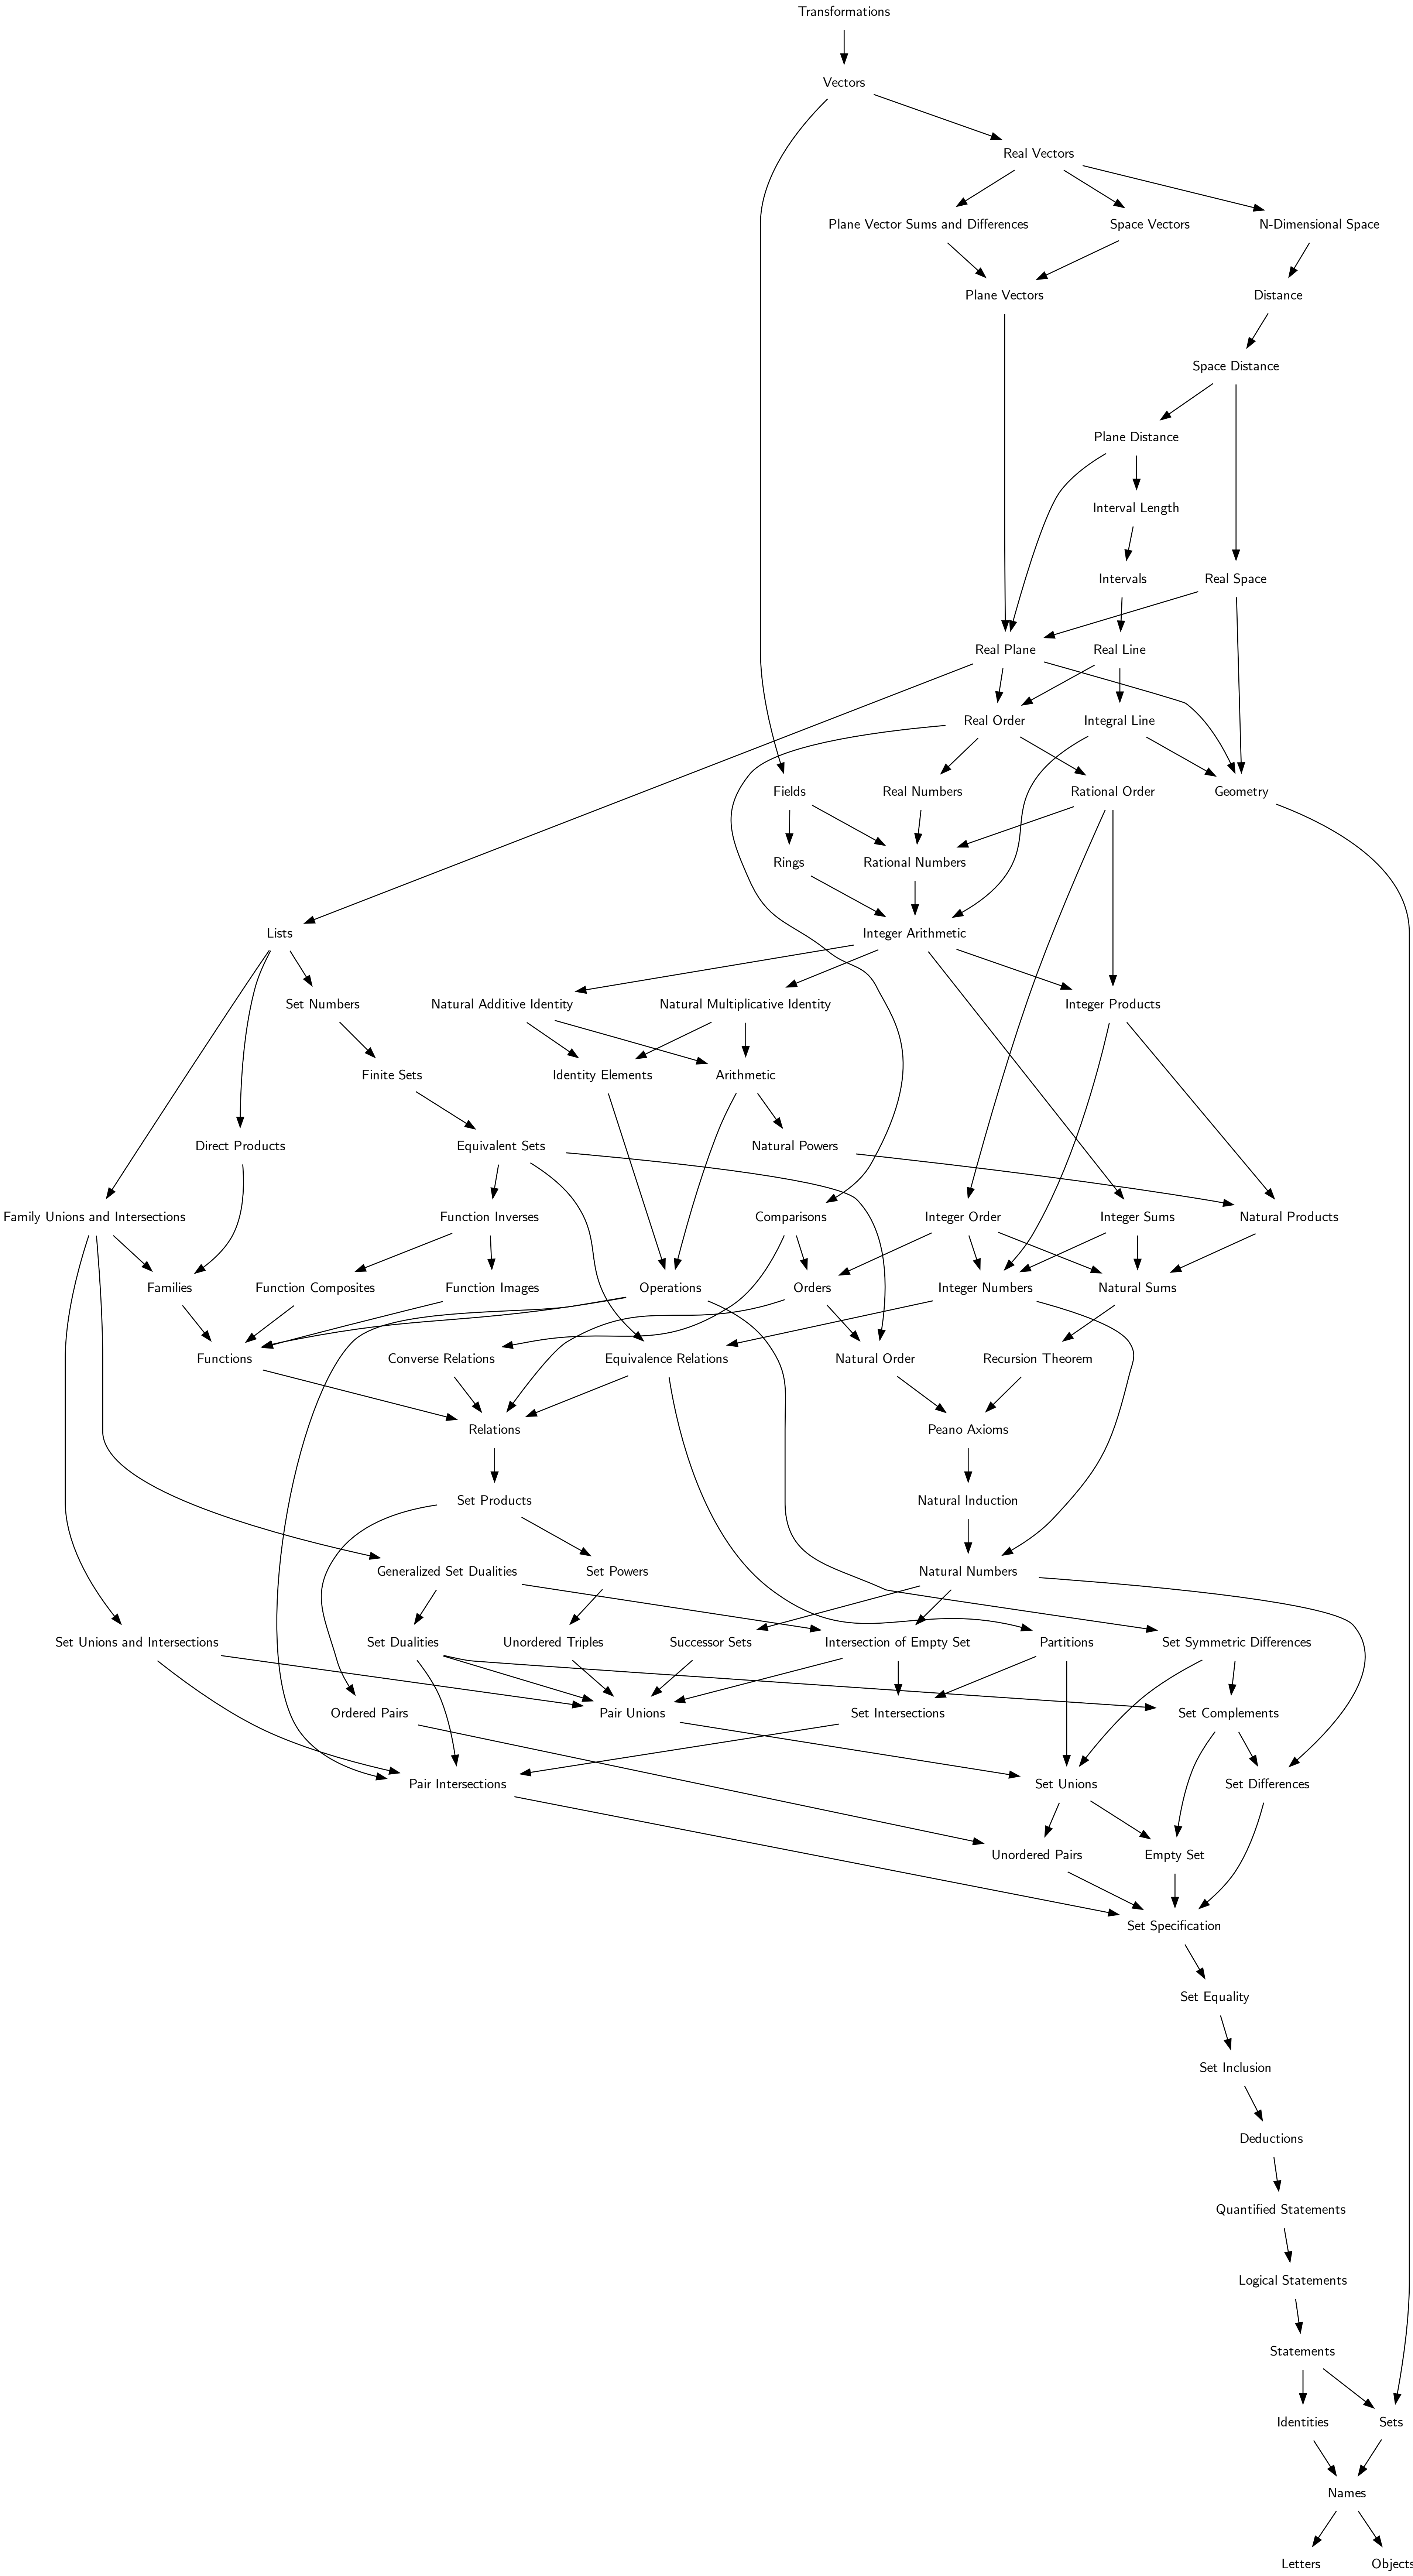 Transformations
Vectors
Real Vectors
Plane Vector Sums and Differences
Space Vectors
N-Dimensional Space
Plane Vectors
Distance
Space Distance
Plane Distance
Interval Length
Intervals
Real Space
Real Plane
Real Line
Real Order
Integral Line
Fields
Real Numbers
Rational Order
Geometry
Rings
Rational Numbers
Lists
Integer Arithmetic
Set Numbers
Natural Additive Identity
Natural Multiplicative Identity
Integer Products
Finite Sets
Identity Elements
Arithmetic
Direct Products
Equivalent Sets
Natural Powers
Family Unions and Intersections
Function Inverses
Comparisons
Integer Order
Integer Sums
Natural Products
Families
Function Composites
Function Images
Operations
Orders
Integer Numbers
Natural Sums
Functions
Converse Relations
Equivalence Relations
Natural Order
Recursion Theorem
Relations
Peano Axioms
Set Products
Natural Induction
Generalized Set Dualities
Set Powers
Natural Numbers
Set Unions and Intersections
Set Dualities
Unordered Triples
Successor Sets
Intersection of Empty Set
Partitions
Set Symmetric Differences
Ordered Pairs
Pair Unions
Set Intersections
Set Complements
Pair Intersections
Set Unions
Set Differences
Unordered Pairs
Empty Set
Set Specification
Set Equality
Set Inclusion
Deductions
Quantified Statements
Logical Statements
Statements
Identities
Sets
Names
Letters
Objects